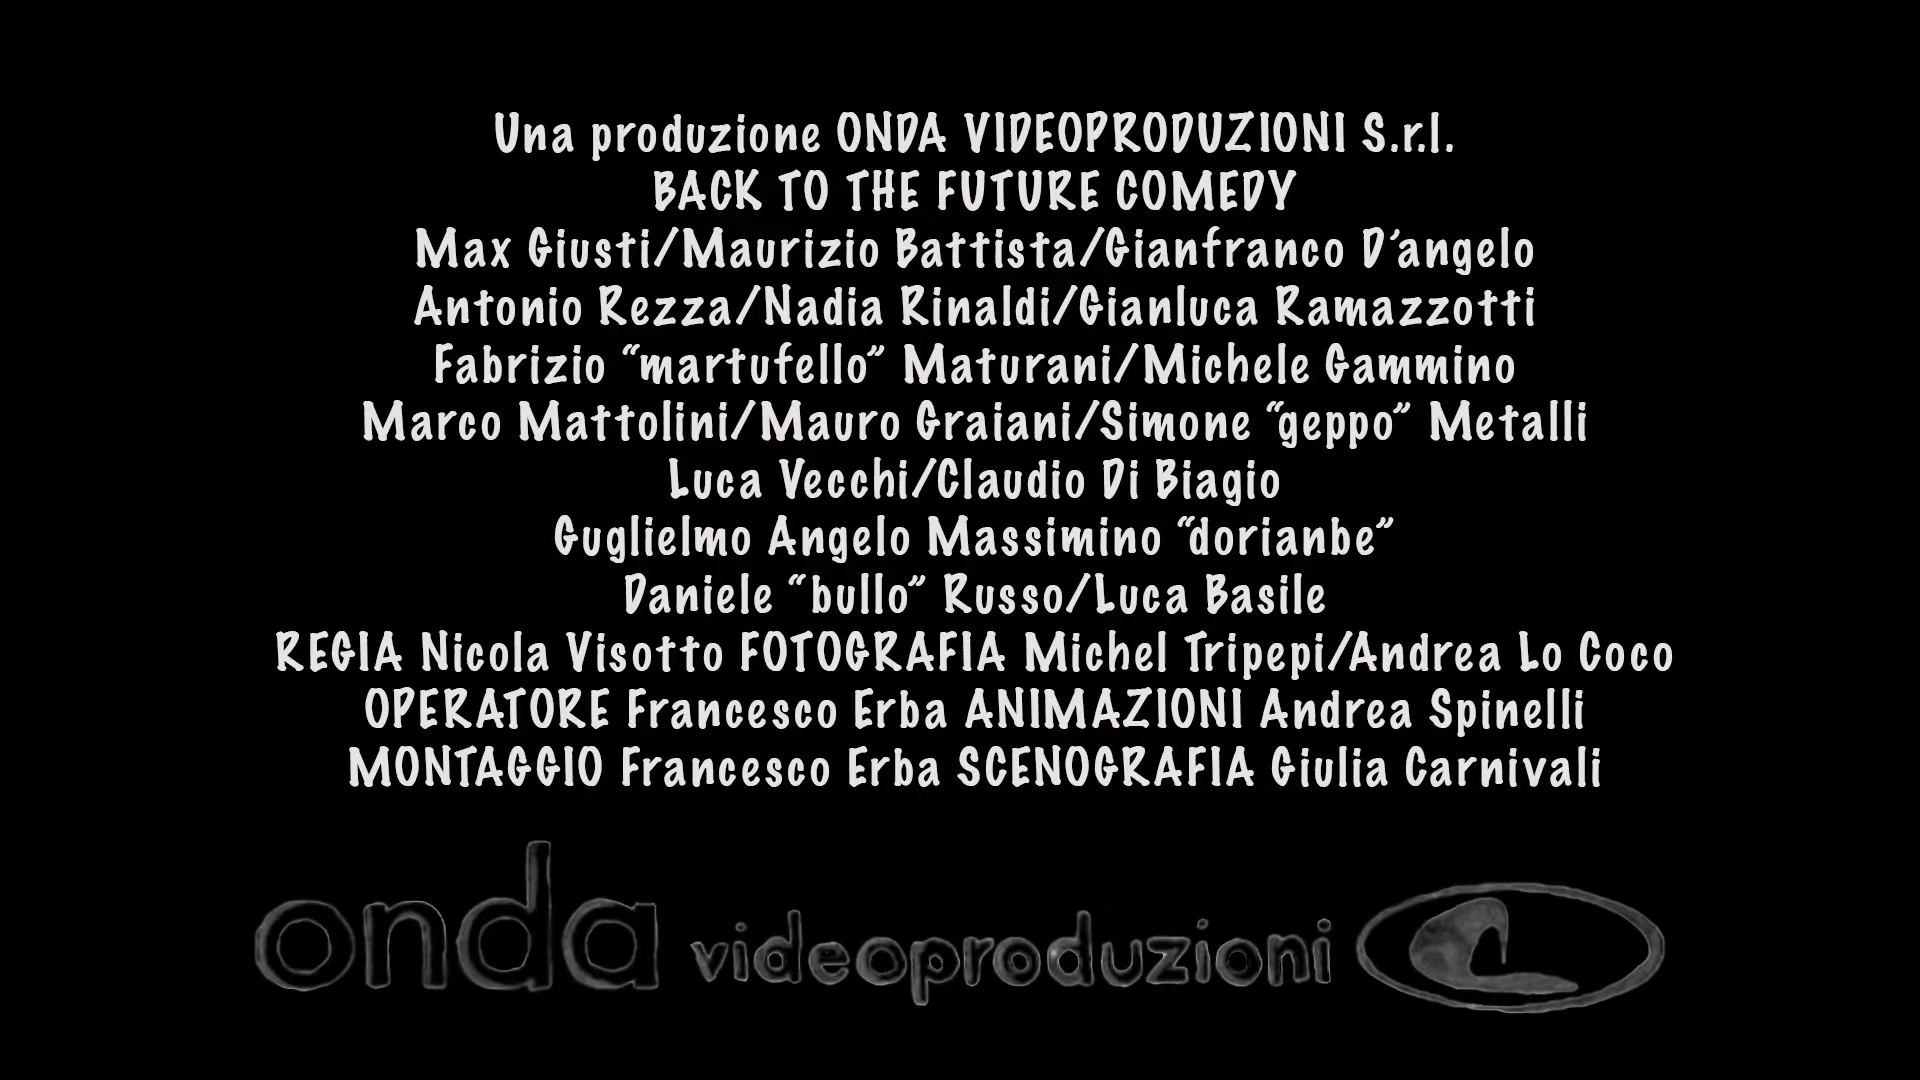 Una produzione ONDA VIDEOPRODUZIONI S.r.l.
BACK TO THE FUTURE COMEDY
Max Giusti/Maurizio Battista/Gianfranco D’angelo
Antonio Rezza/Nadia Rinaldi/Gianluca Ramazzotti
Fabrizio “martufello” Maturani/Michele Gammino
Marco Mattolini/Mauro Graiani/Simone “geppo” Metalli
Luca Vecchi/Claudio Di Biagio
Guglielmo Angelo Massimino “dorianbe”
Daniele “bullo” Russo/Luca Basile
REGIA Nicola Visotto FOTOGRAFIA Michel Tripepi/Andrea Lo Coco
OPERATORE Francesco Erba ANIMAZIONI Andrea Spinelli
MONTAGGIO Francesco Erba SCENOGRAFIA Giulia Carnivali
onda videoproduzioni